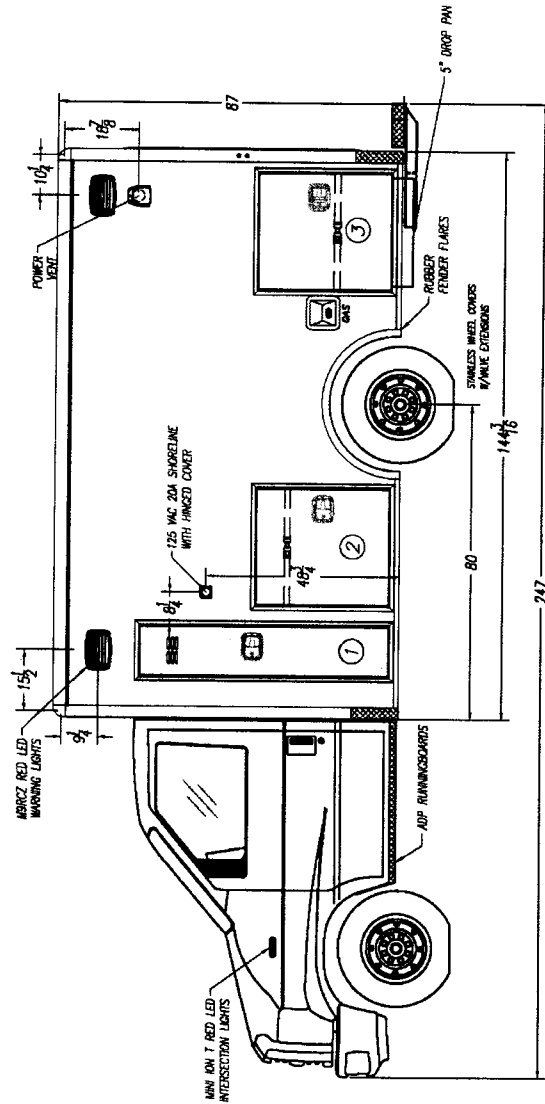 M9RCZ RED LED
WARNING LIGHTS
15 1/2
9 1/4
125 VAC 20A SHORELINE
WITH HINGED COVER
8 1/4
48 3/4
POWER
VENT
10 1/2
18 7/8
87
MINI ION T RED LED
INTERSECTION LIGHTS
1
2
3
GAS
ADP RUNNINGBOARDS
RUBBER
FENDER FLARES
5" DROP PAN
STAINLESS WHEEL COVERS
W/VALVE EXTENSIONS
80
144 3/16
247